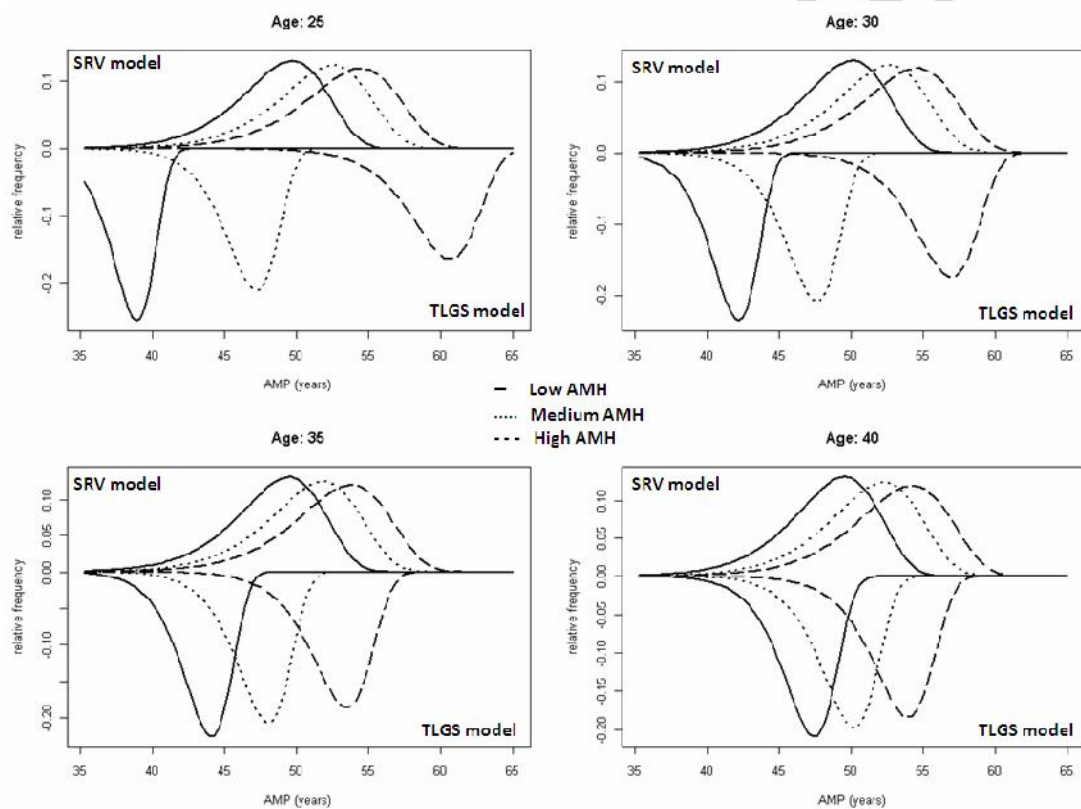 Age: 25
SRV model
relative frequency
0.1
0.0
-0.1
-0.2
TLGS model
35 40 45 50 55 60 65
AMP (years)
Age: 30
SRV model
relative frequency
0.1
0.0
-0.1
-0.2
TLGS model
35 40 45 50 55 60 65
AMP (years)
Low AMH
Medium AMH
High AMH
Age: 35
SRV model
relative frequency
0.10
0.05
0.00
-0.10
-0.20
TLGS model
35 40 45 50 55 60 65
AMP (years)
Age: 40
SRV model
relative frequency
0.10
0.05
0.00
-0.05
-0.10
-0.15
-0.20
TLGS model
35 40 45 50 55 60 65
AMP (years)